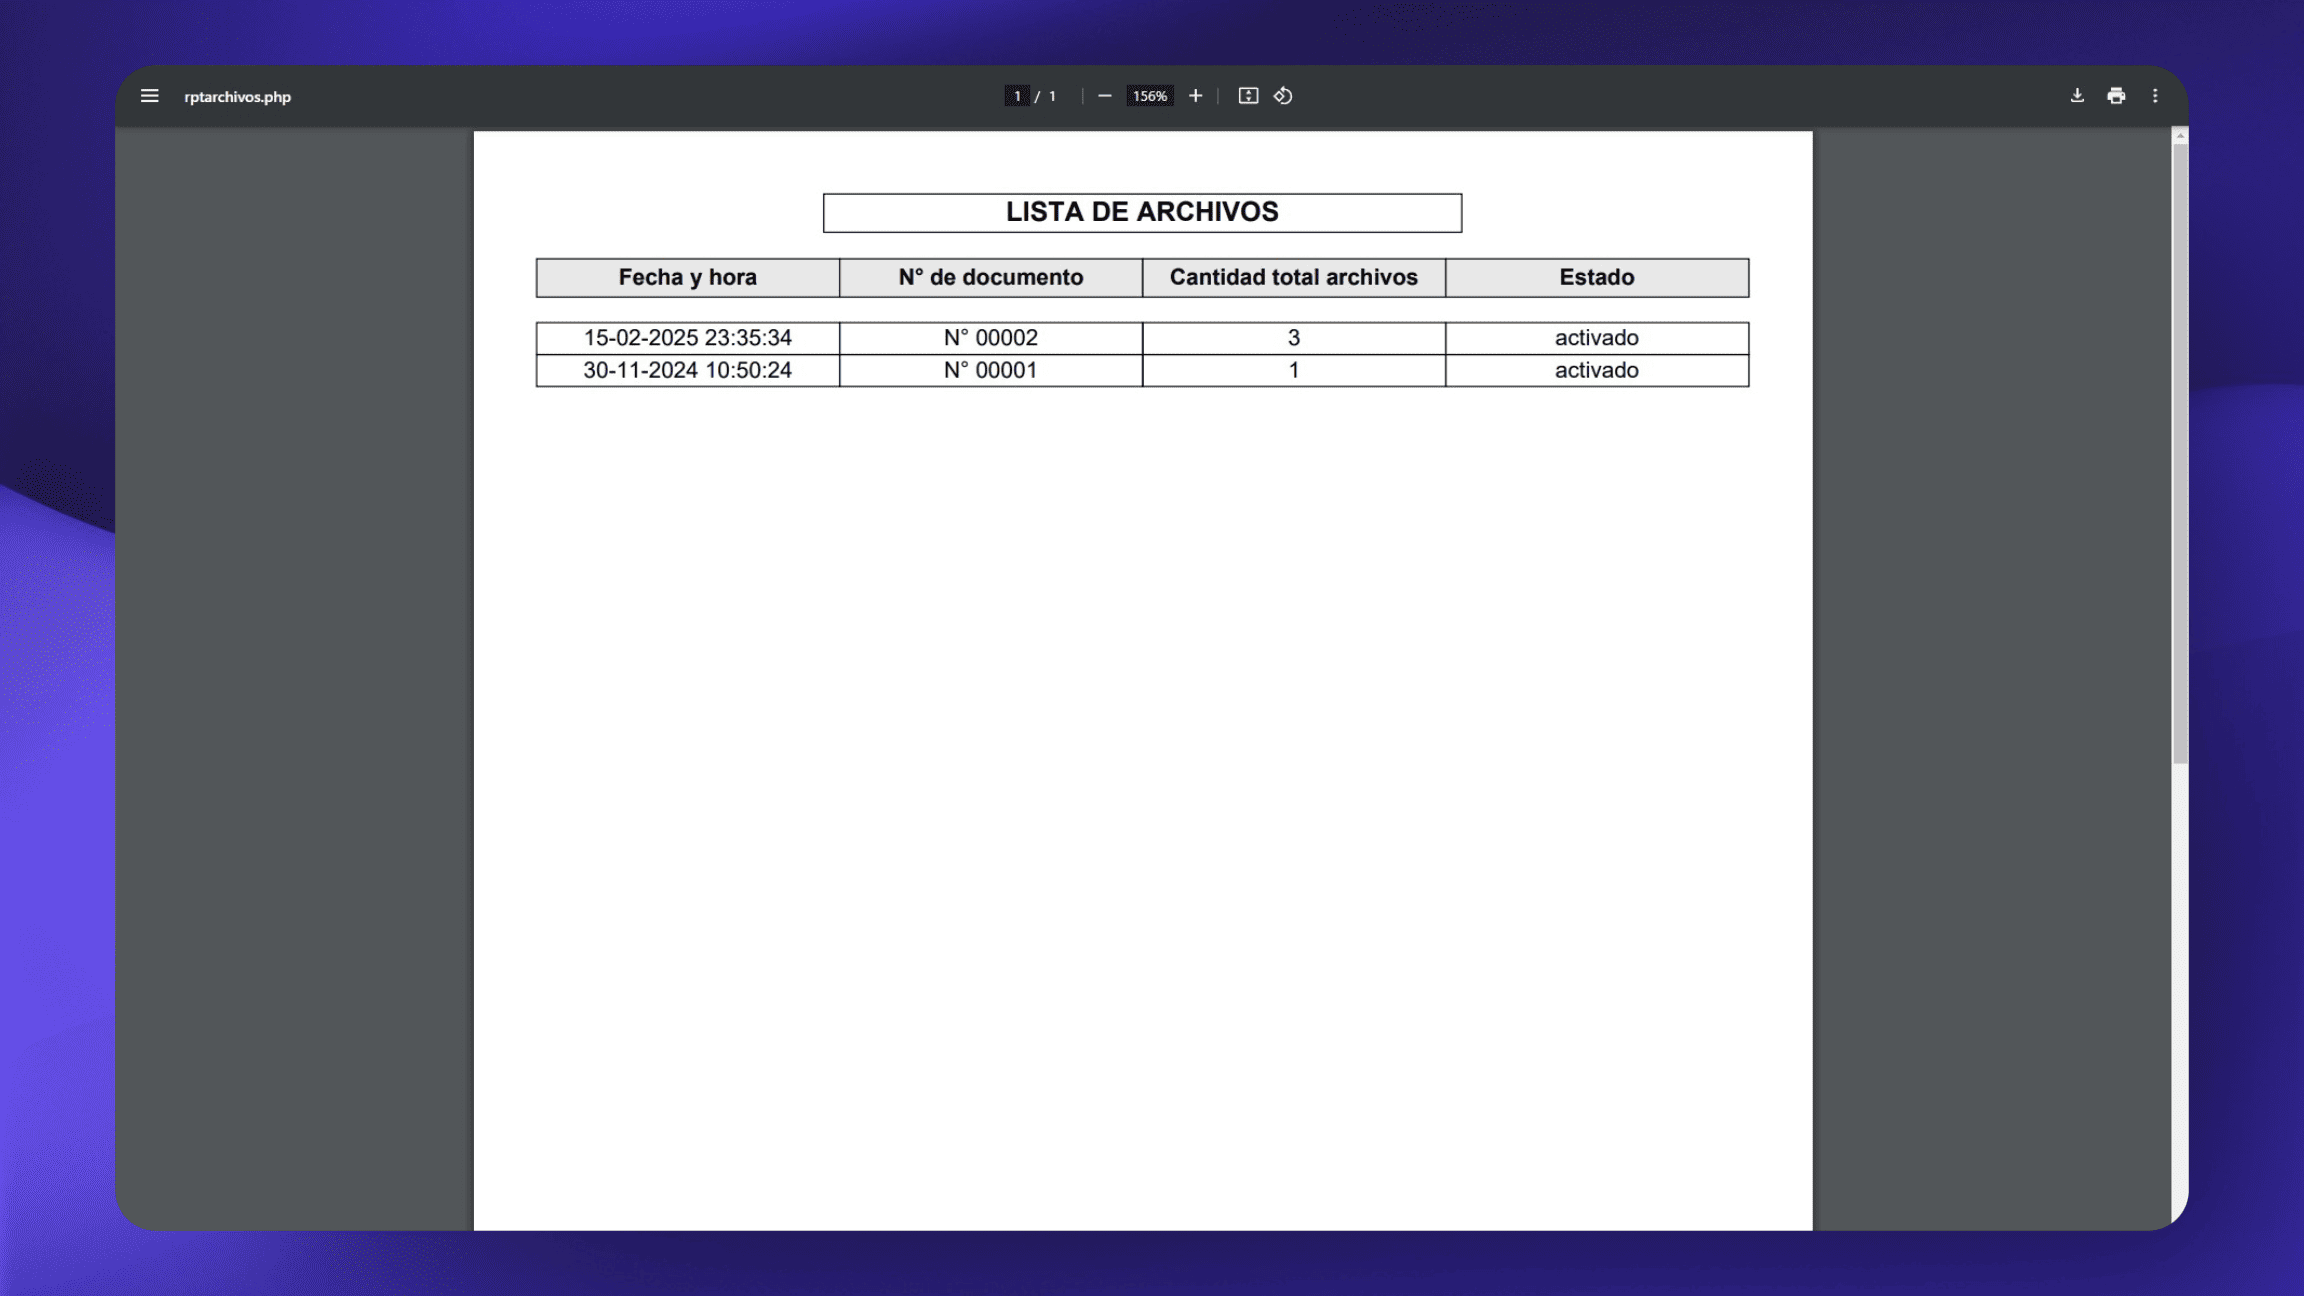 rptarchivos.php
1 / 1
156%
LISTA DE ARCHIVOS
Fecha y hora N° de documento Cantidad total archivos Estado
15-02-2025 23:35:34 N° 00002 3 activado
30-11-2024 10:50:24 N° 00001 1 activado